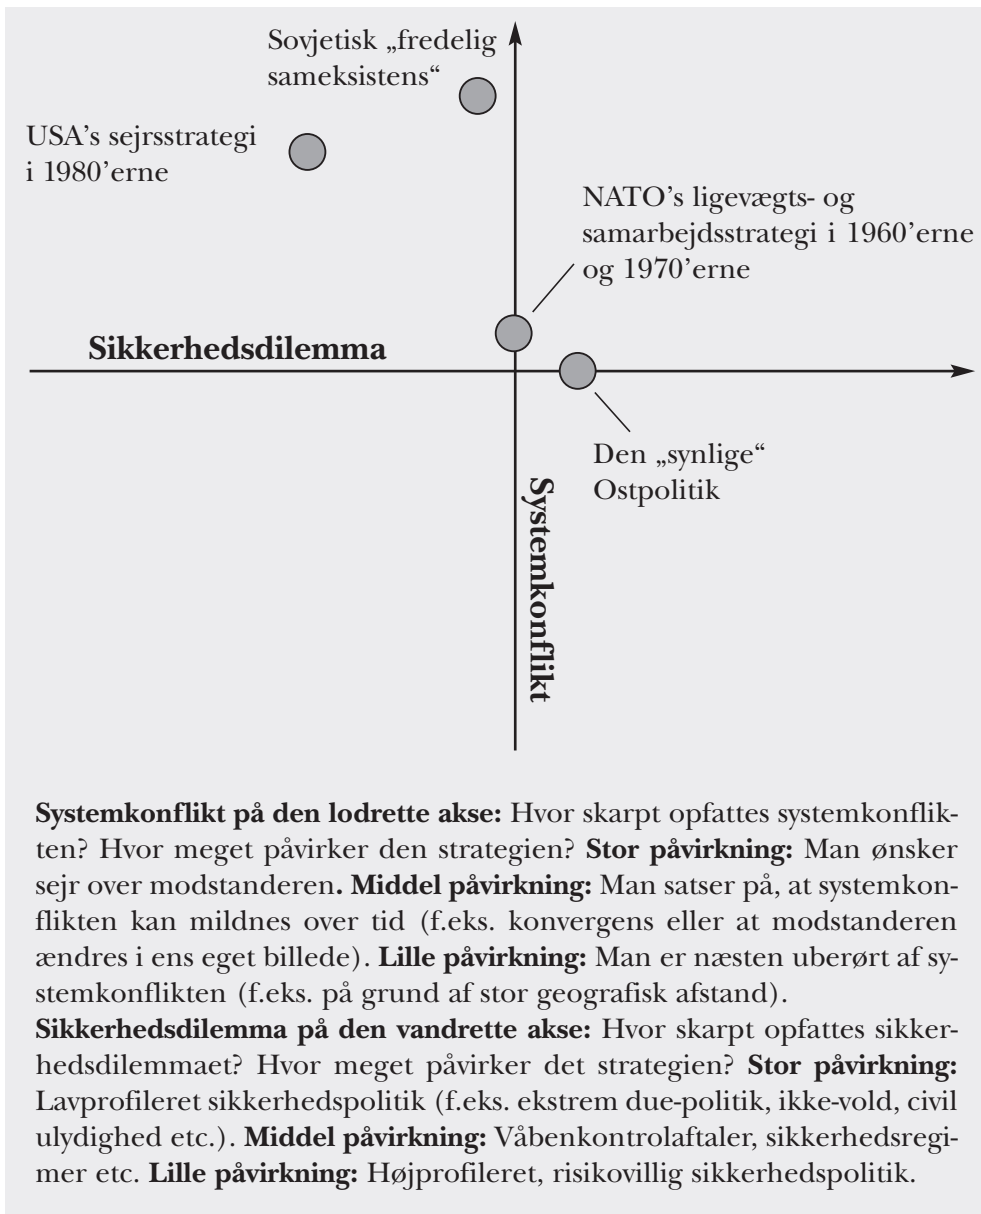 Sovjetisk „fredelig
sameksistens“
USA’s sejrsstrategi
i 1980’erne
NATO’s ligevægts- og
samarbejdsstrategi i 1960’erne
og 1970’erne
Sikkerhedsdilemma
Den „synlige“
Ostpolitik
Systemkonflikt
Systemkonflikt på den lodrette akse: Hvor skarpt opfattes systemkonflik-
ten? Hvor meget påvirker den strategien? Stor påvirkning: Man ønsker
sejr over modstanderen. Middel påvirkning: Man satser på, at systemkon-
flikten kan mildnes over tid (f.eks. konvergens eller at modstanderen
ændres i ens eget billede). Lille påvirkning: Man er næsten uberørt af sy-
stemkonflikten (f.eks. på grund af stor geografisk afstand).
Sikkerhedsdilemma på den vandrette akse: Hvor skarpt opfattes sikker-
hedsdilemmaet? Hvor meget påvirker det strategien? Stor påvirkning:
Lavprofileret sikkerhedspolitik (f.eks. ekstrem due-politik, ikke-vold, civil
ulydighed etc.). Middel påvirkning: Våbenkontrolaftaler, sikkerhedsregi-
mer etc. Lille påvirkning: Højprofileret, risikovillig sikkerhedspolitik.